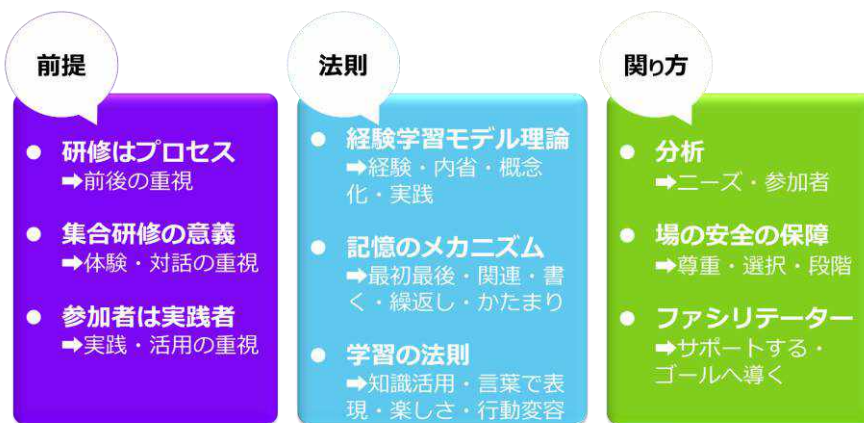 前提
● 研修はプロセス
➡前後の重視
● 集合研修の意義
➡体験・対話の重視
● 参加者は実践者
➡実践・活用の重視
法則
● 経験学習モデル理論
➡経験・内省・概念
化・実践
● 記憶のメカニズム
➡最初最後・関連・書
く・繰返し・かたまり
● 学習の法則
➡知識活用・言葉で表
現・楽しさ・行動変容
関り方
● 分析
➡ニーズ・参加者
● 場の安全の保障
➡尊重・選択・段階
● ファシリテーター
➡サポートする・
ゴールへ導く